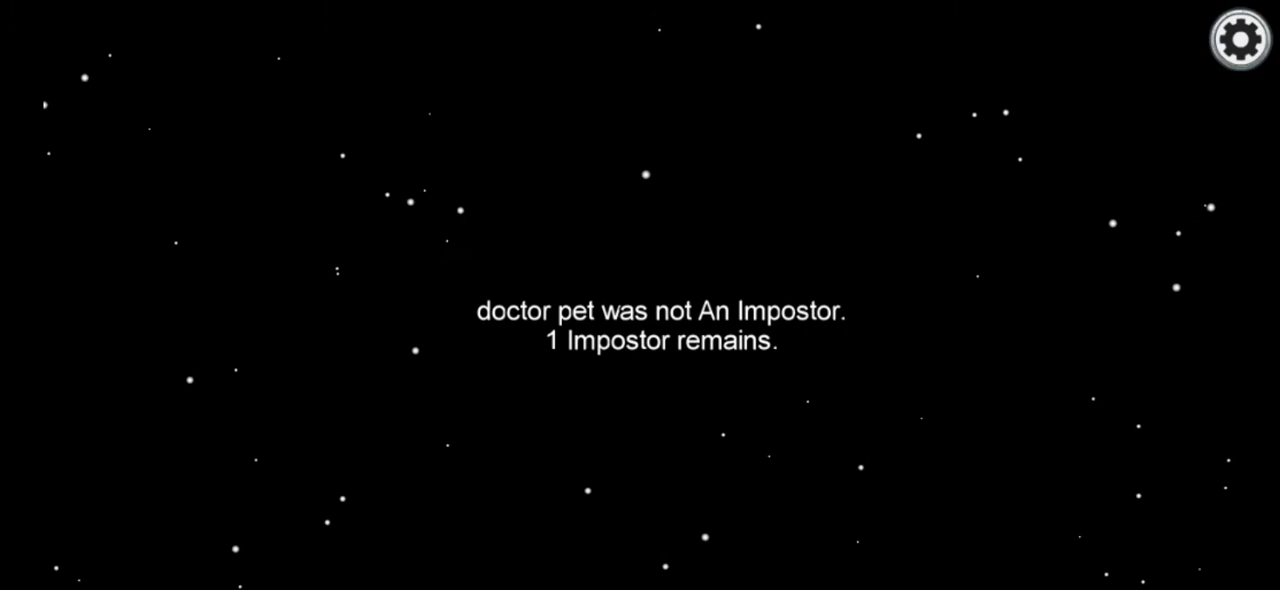 doctor pet was not An Impostor.
1 Impostor remains.